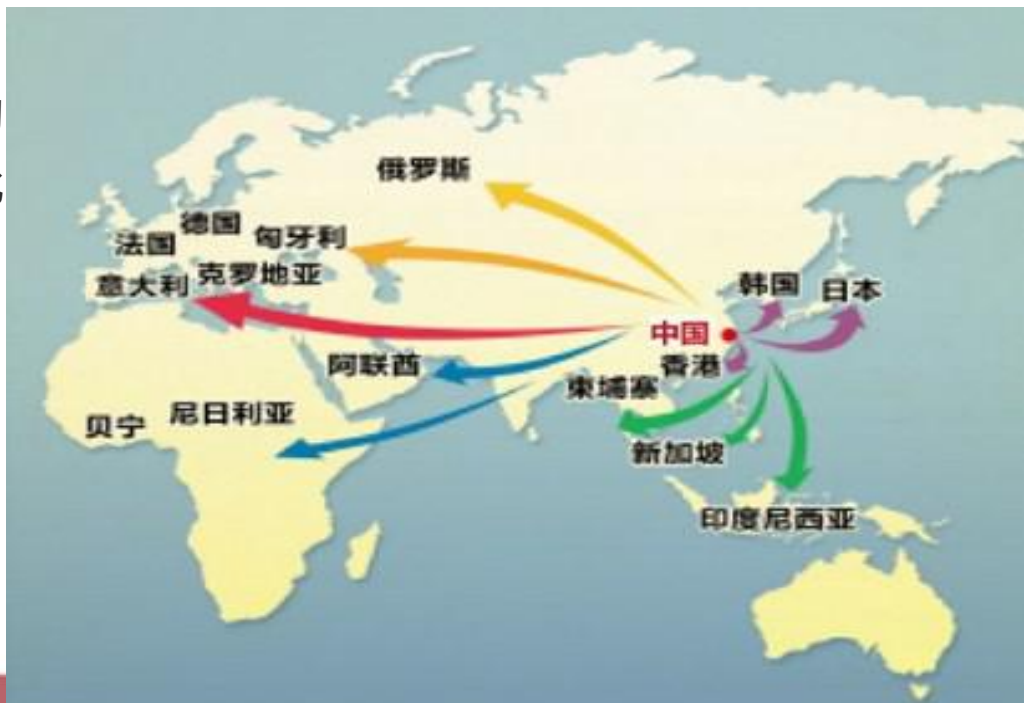 俄罗斯
德国
法国
匈牙利
意大利
克罗地亚
韩国
日本
中国
阿联酋
香港
柬埔寨
贝宁
尼日利亚
新加坡
印度尼西亚